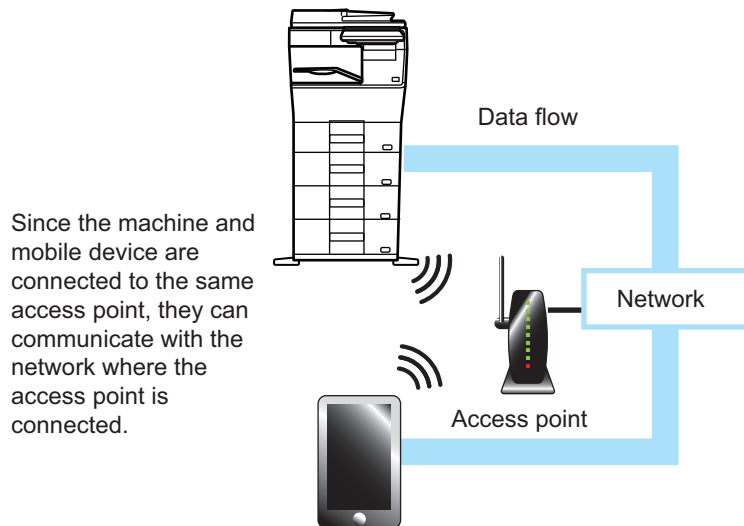 Data flow
Since the machine and
mobile device are
connected to the same
access point, they can
communicate with the
network where the
access point is
connected.
Network
Access point